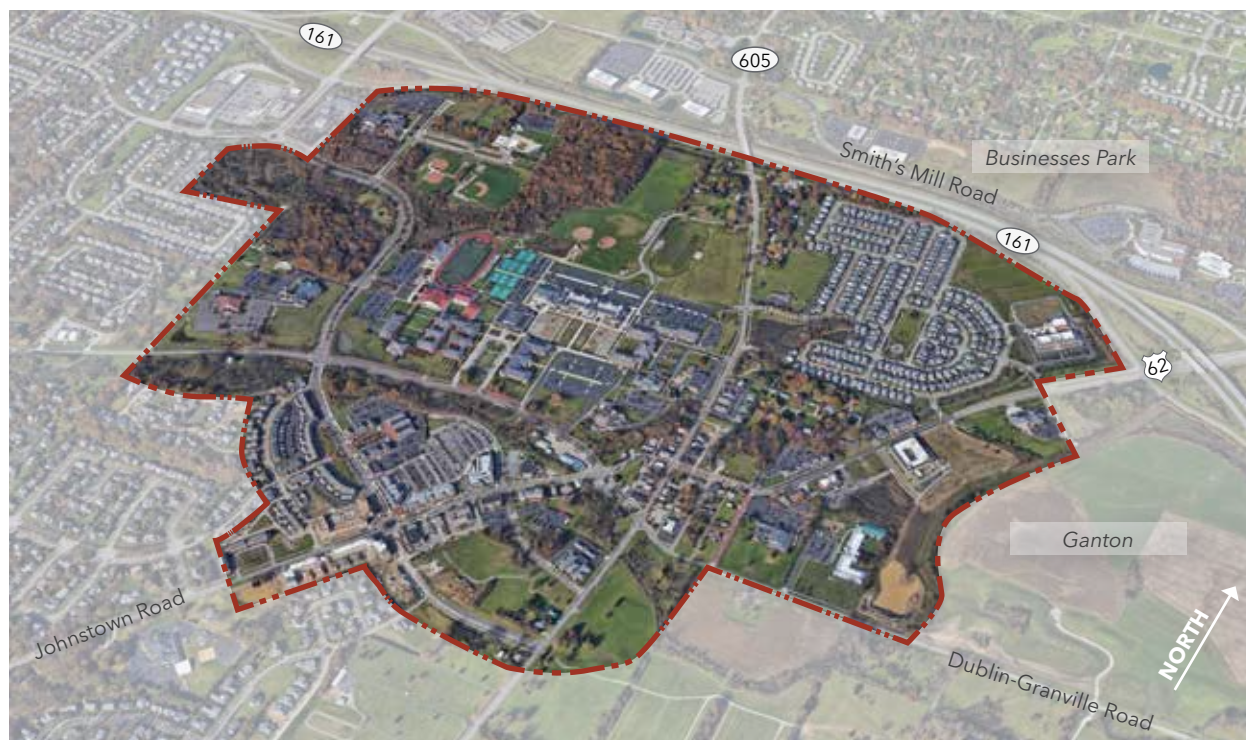 161
605
Smith's Mill Road
Businesses Park
161
62
Ganton
Johnstown Road
NORTH
Dublin-Granville Road